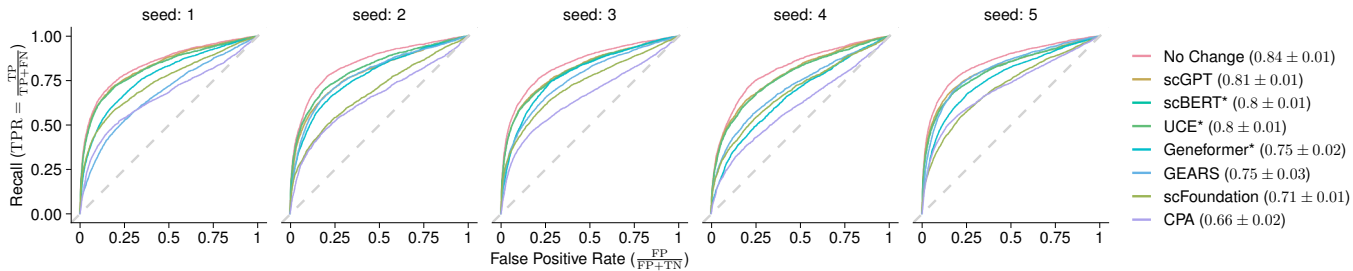 seed: 1 seed: 2 seed: 3 seed: 4 seed: 5
Recall (TPR = TP/TP+FN)
1.00
0.75
0.50
0.25
0.00
0 0.25 0.5 0.75 1 0 0.25 0.5 0.75 1 0 0.25 0.5 0.75 1 0 0.25 0.5 0.75 1 0 0.25 0.5 0.75 1
False Positive Rate (FP/FP+TN)
No Change (0.84 ± 0.01)
scGPT (0.81 ± 0.01)
scBERT* (0.8 ± 0.01)
UCE* (0.8 ± 0.01)
Geneformer* (0.75 ± 0.02)
GEARS (0.75 ± 0.03)
scFoundation (0.71 ± 0.01)
CPA (0.66 ± 0.02)